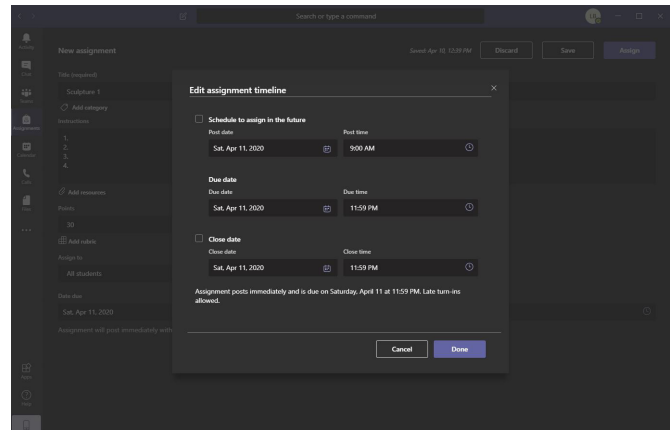 Search or type a command
Activity
Chat
Teams
Assignments
Calendar
Calls
Files
Apps
Help
New assignment
Saved: Apr 10, 12:59 PM
Discard
Save
Assign
Title (required)
Sculpture 1
Add category
Instructions
1.
2.
3.
4.
Add resources
Points
30
Add rubric
Assign to
All students
Date due
Sat, Apr 11, 2020
Assignment will post immediately with
Edit assignment timeline
Schedule to assign in the future
Post date Post time
Sat, Apr 11, 2020 9:00 AM
Due date
Due date Due time
Sat, Apr 11, 2020 11:59 PM
Close date
Close date Close time
Sat, Apr 11, 2020 11:59 PM
Assignment posts immediately and is due on Saturday, April 11 at 11:59 PM. Late turn-ins
allowed.
Cancel Done